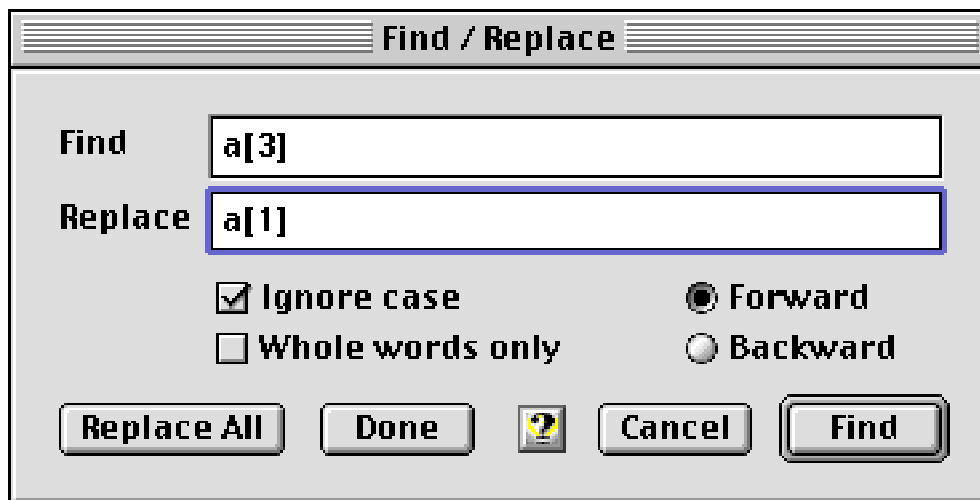 Find / Replace
Find a[3]
Replace a[1]
Ignore case Forward
Whole words only Backward
Replace All Done ? Cancel Find